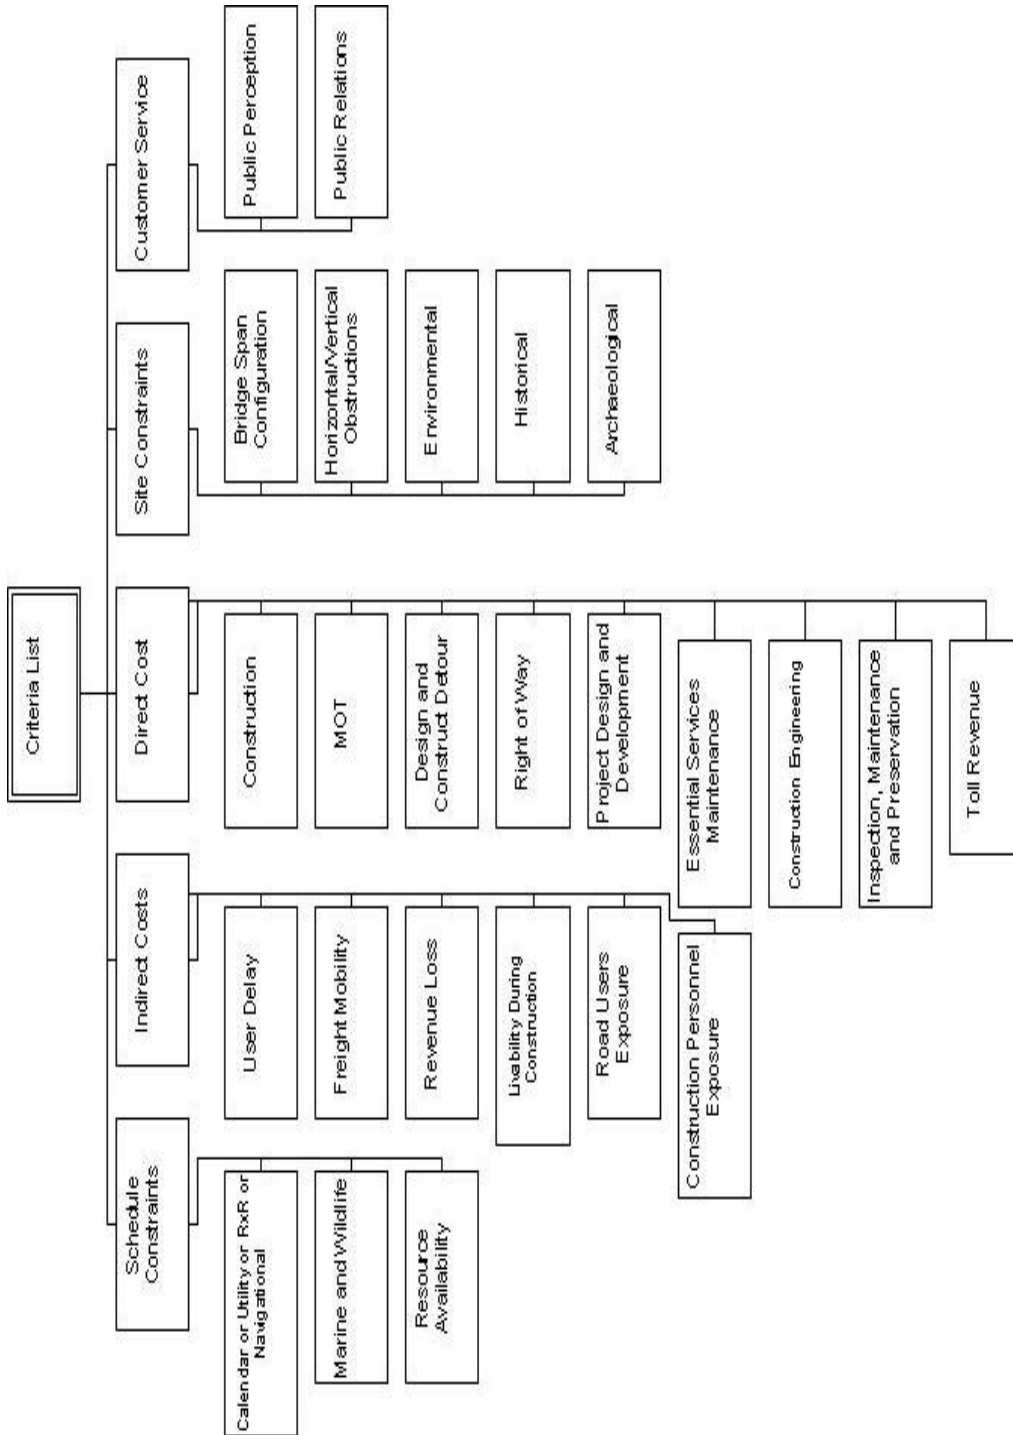 Criteria List
Schedule
Constraints
Indirect Costs
Direct Cost
Site Constraints
Customer Service
Calendar or Utility or RxR or
Navigational
Marine and Wildlife
Resource
Availability
User Delay
Freight Mobility
Revenue Loss
Livability During
Construction
Road Users
Exposure
Construction Personnel
Exposure
Construction
MOT
Design and
Construct Detour
Right of Way
Project Design and
Development
Essential Services
Maintenance
Construction Engineering
Inspection, Maintenance
and Preservation
Toll Revenue
Bridge Span
Configuration
Horizontal/Vertical
Obstructions
Environmental
Historical
Archaeological
Public Perception
Public Relations